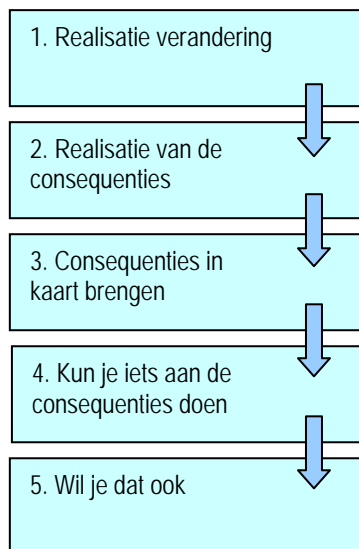 1. Realisatie verandering
2. Realisatie van de
consequenties
3. Consequenties in
kaart brengen
4. Kun je iets aan de
consequenties doen
5. Wil je dat ook